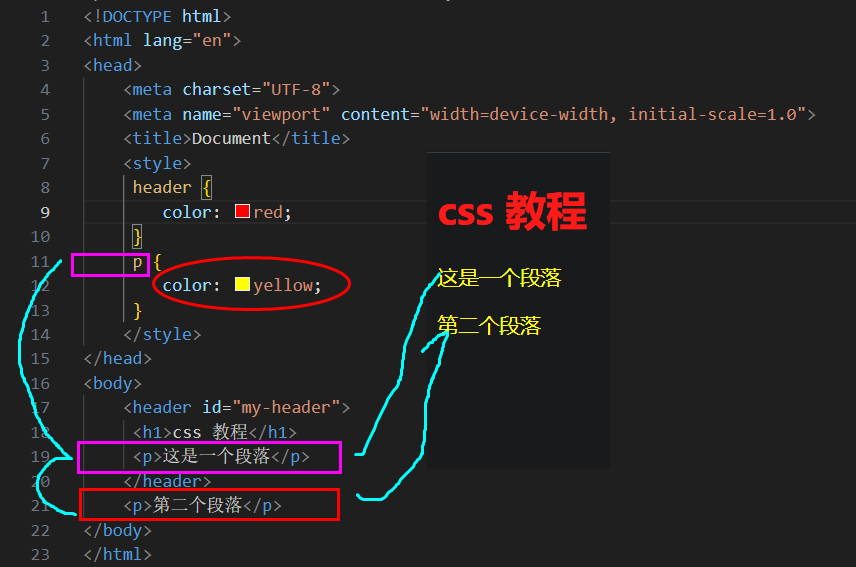 1 <!DOCTYPE html>
2 <html lang="en">
3 <head>
4 <meta charset="UTF-8">
5 <meta name="viewport" content="width=device-width, initial-scale=1.0">
6 <title>Document</title>
7 <style>
8 header {
9 color: red;
10 }
11 p {
12 color: yellow;
13 }
14 </style>
15 </head>
16 <body>
17 <header id="my-header">
18 <h1>css 教程</h1>
19 <p>这是一个段落</p>
20 </header>
21 <p>第二个段落</p>
22 </body>
23 </html>
css 教程
这是一个段落
第二个段落